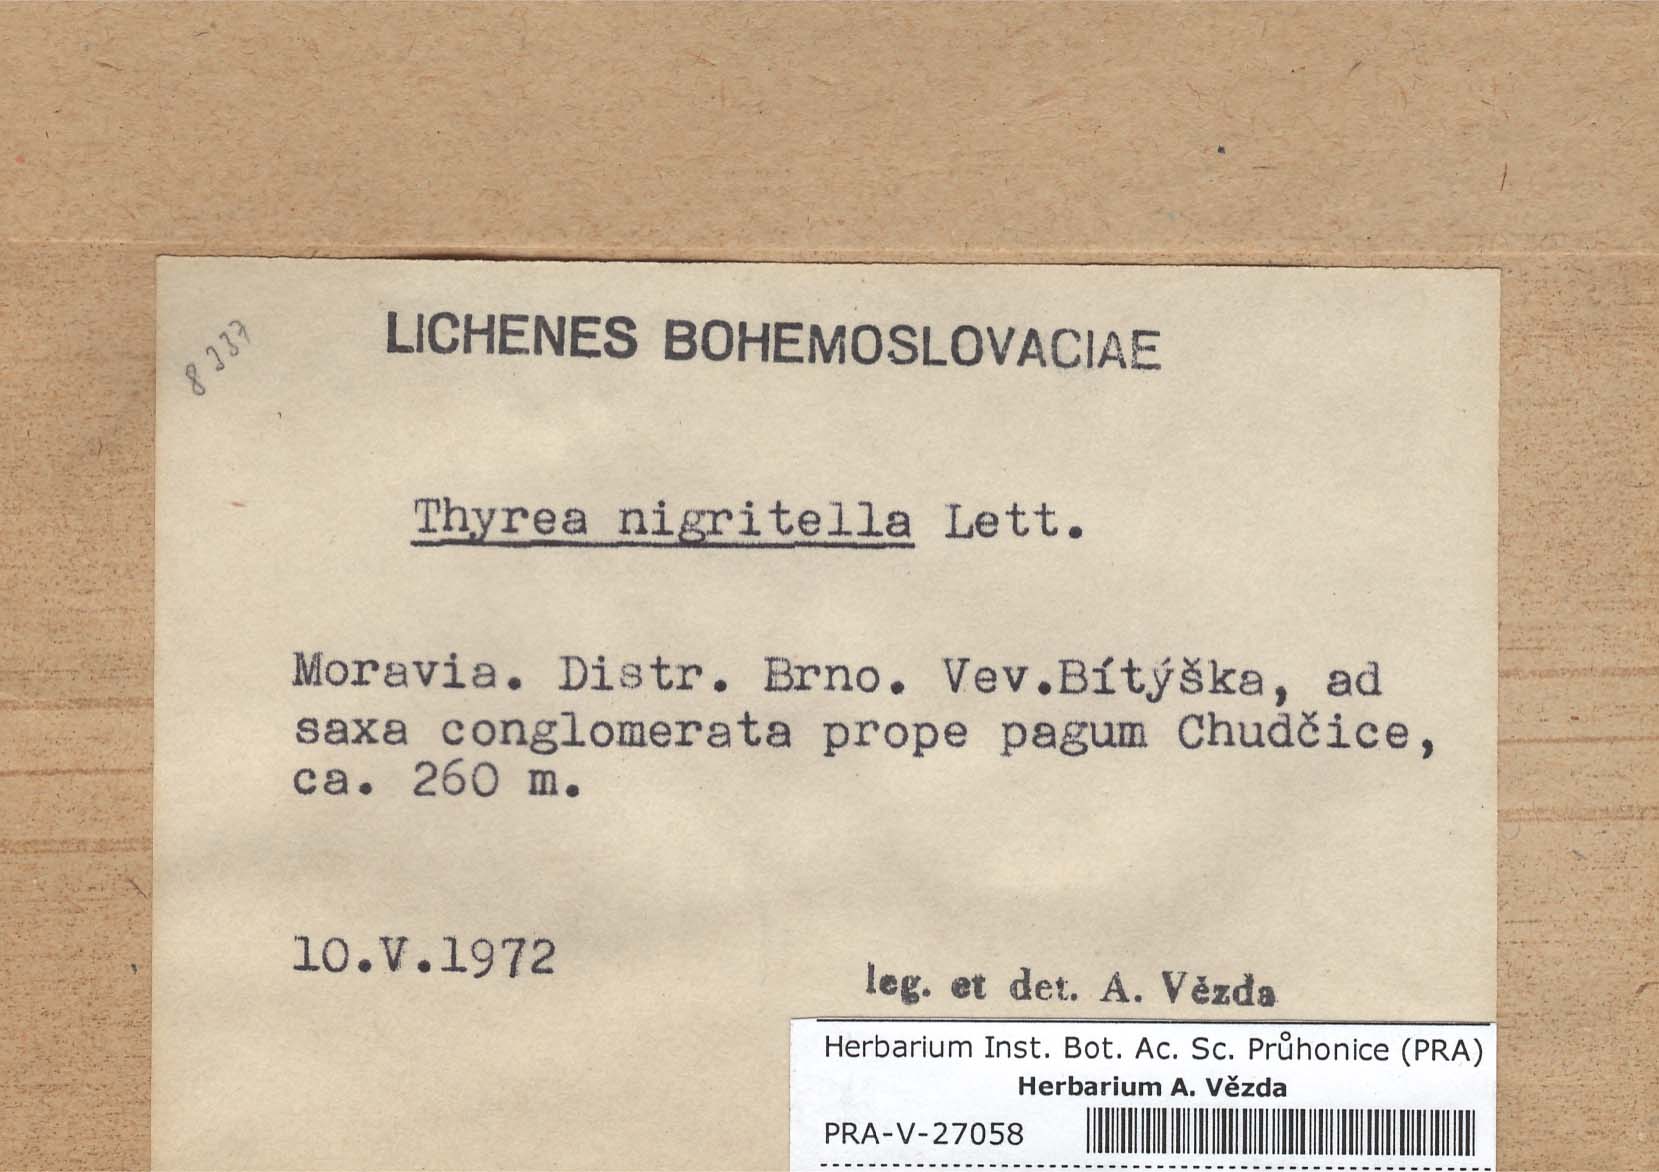 8337
LICHENES BOHEMOSLOVACIAE
Thyrea nigritella Lett.
Moravia. Distr. Brno. Vev.Bítýška, ad
saxa conglomerata prope pagum Chudčice,
ca. 260 m.
10.V.1972
leg. et det. A. Vězda
Herbarium Inst. Bot. Ac. Sc. Průhonice (PRA)
Herbarium A. Vězda
PRA-V-27058